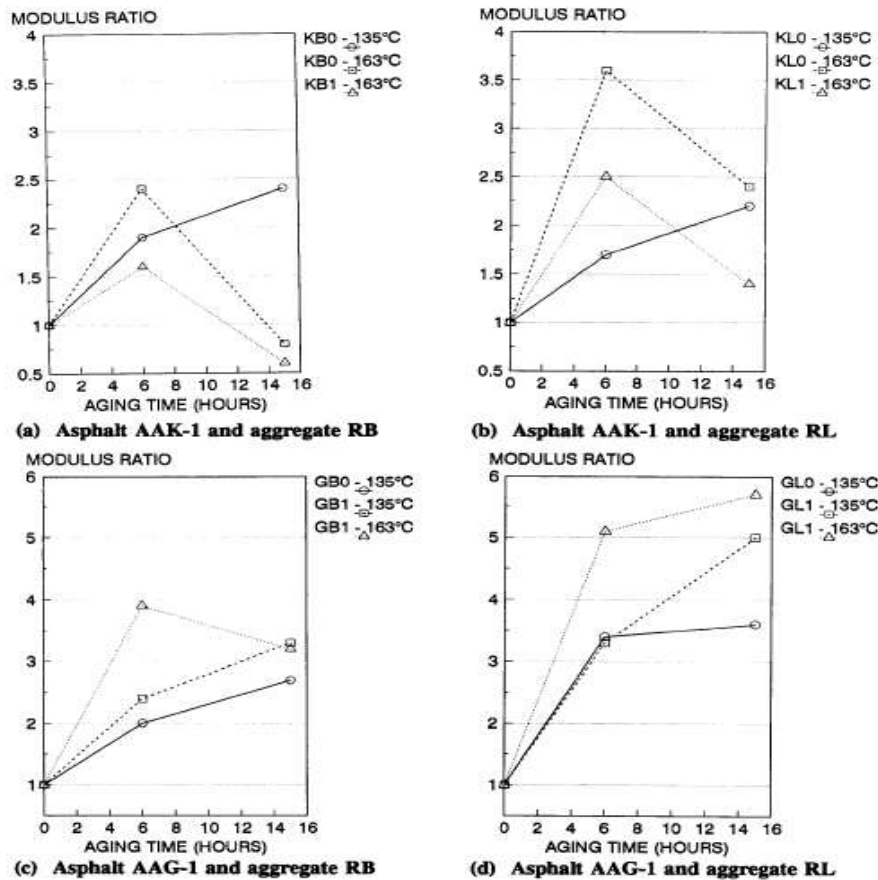 MODULUS RATIO
4
3.5
3
2.5
2
1.5
1
0.5
0 2 4 6 8 10 12 14 16
AGING TIME (HOURS)
KB0 - 135°C
KB0 - 163°C
KB1 - 163°C
(a) Asphalt AAK-1 and aggregate RB
MODULUS RATIO
4
3.5
3
2.5
2
1.5
1
0.5
0 2 4 6 8 10 12 14 16
AGING TIME (HOURS)
KL0 - 135°C
KL0 - 163°C
KL1 - 163°C
(b) Asphalt AAK-1 and aggregate RL
MODULUS RATIO
6
5
4
3
2
1
0 2 4 6 8 10 12 14 16
AGING TIME (HOURS)
GB0 - 135°C
GB1 - 135°C
GB1 - 163°C
(c) Asphalt AAG-1 and aggregate RB
MODULUS RATIO
6
5
4
3
2
1
0 2 4 6 8 10 12 14 16
AGING TIME (HOURS)
GL0 - 135°C
GL1 - 135°C
GL1 - 163°C
(d) Asphalt AAG-1 and aggregate RL